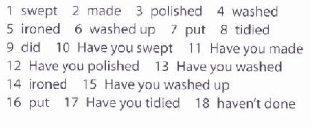 1 swept 2 made 3 polished 4 washed
5 ironed 6 washed up 7 put 8 tidied
9 did 10 Have you swept 11 Have you made
12 Have you polished 13 Have you washed
14 ironed 15 Have you washed up
16 put 17 Have you tidied 18 haven't done